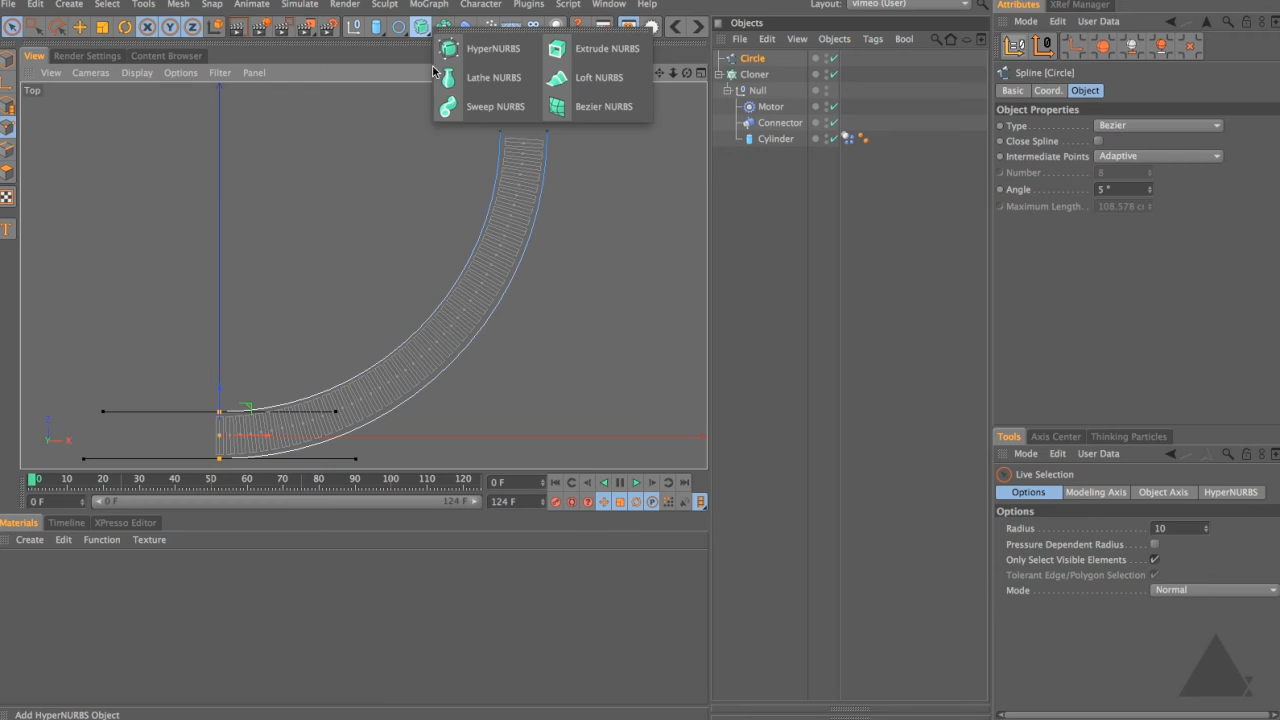 File Edit Create Select Tools Mesh Snap Animate Simulate Render Sculpt MoGraph Character Plugins Script Window Help Layout: vimeo (User)
View Render Settings Content Browser
View Cameras Display Options Filter Panel
Top
HyperNURBS Extrude NURBS
Lathe NURBS Loft NURBS
Sweep NURBS Bezier NURBS
Z
Y X
0 10 20 30 40 50 60 70 80 90 100 110 120 0 F
0 F 0 F 124 F 124 F
Materials Timeline XPresso Editor
Create Edit Function Texture
Add HyperNURBS Object
Objects
File Edit View Objects Tags Bool
Circle
Cloner
Null
Motor
Connector
Cylinder
Attributes XRef Manager
Mode Edit User Data
Spline [Circle]
Basic Coord. Object
Object Properties
Type Bezier
Close Spline
Intermediate Points Adaptive
Number 8
Angle 5 °
Maximum Length 108.578 c
Tools Axis Center Thinking Particles
Mode Edit User Data
Live Selection
Options Modeling Axis Object Axis HyperNURBS
Options
Radius 10
Pressure Dependent Radius
Only Select Visible Elements
Tolerant Edge/Polygon Selection
Mode Normal